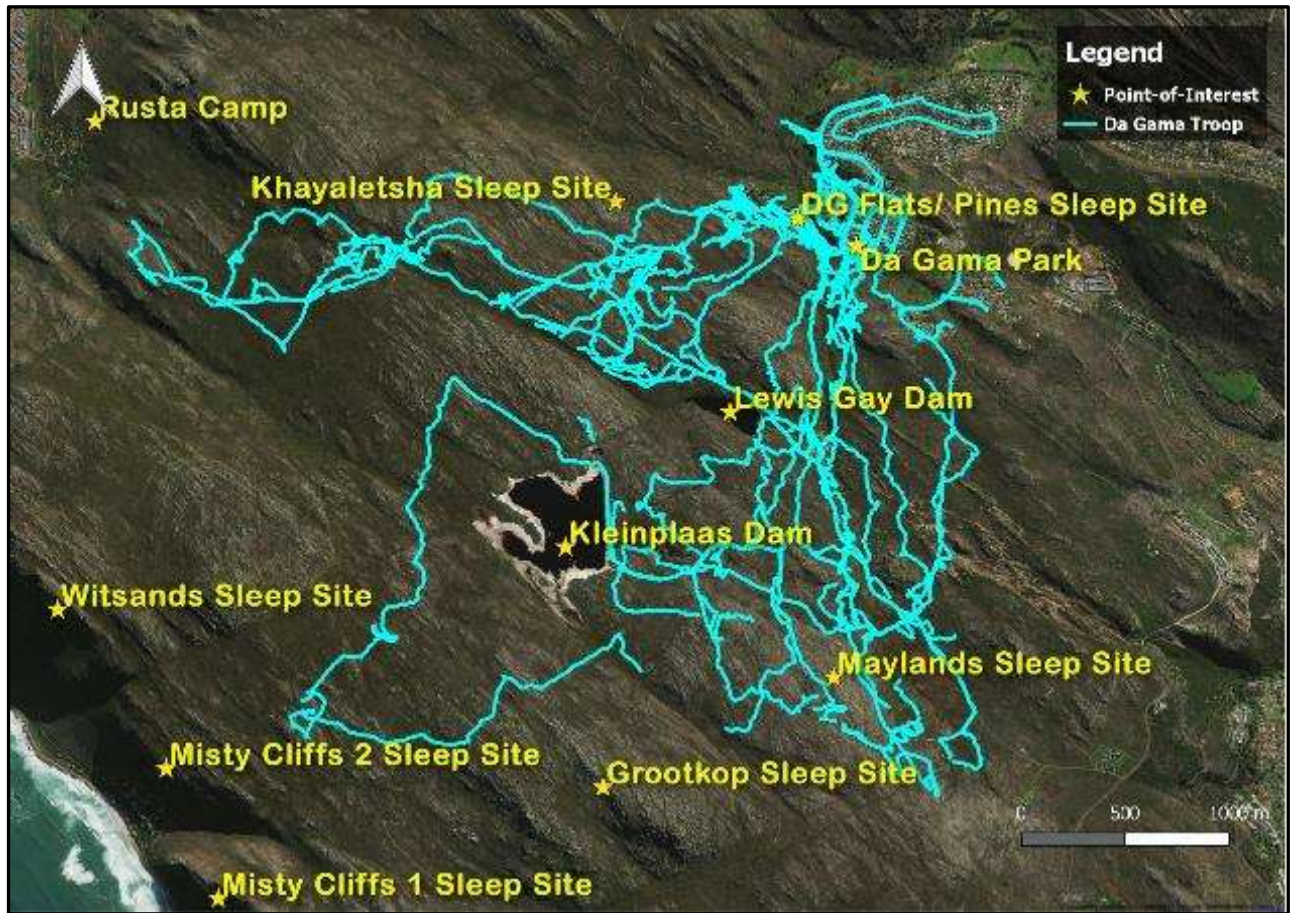 Legend
Point-of-Interest
Da Gama Troop
Rusta Camp
Khayaletsha Sleep Site
DG Flats/ Pines Sleep Site
Da Gama Park
Lewis Gay Dam
Kleinplaas Dam
Witsands Sleep Site
Maylands Sleep Site
Misty Cliffs 2 Sleep Site
Grootkop Sleep Site
0 500 1000 m
Misty Cliffs 1 Sleep Site